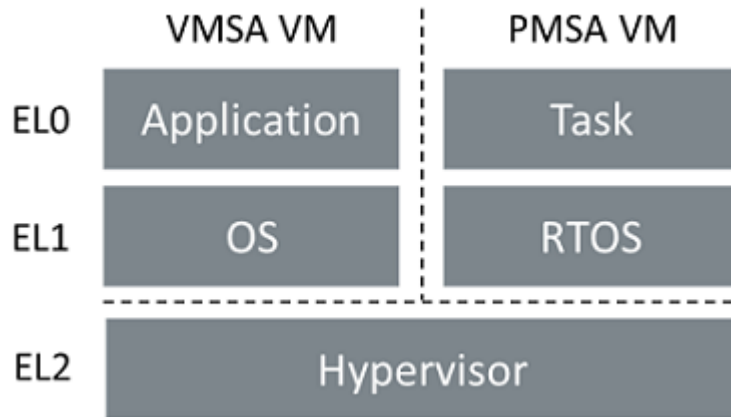 VMSA VM PMSA VM
EL0 Application Task
EL1 OS RTOS
EL2 Hypervisor